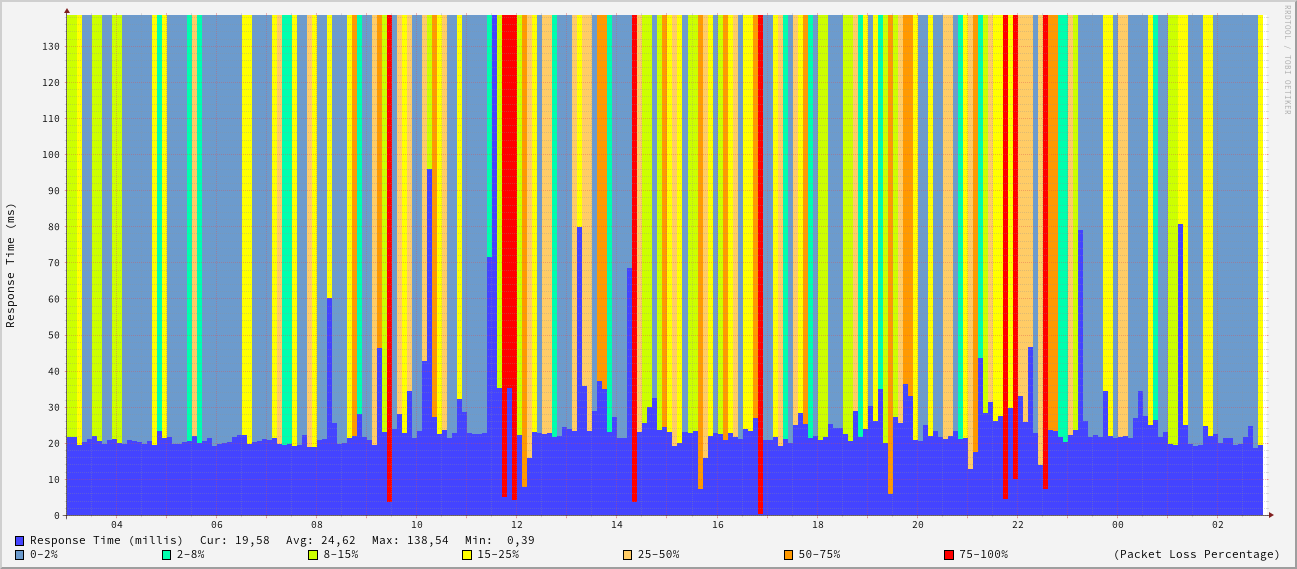 RRDTOOL / TOBI OETIKER
Response Time (ms)
130
120
110
100
90
80
70
60
50
40
30
20
10
0
04 06 08 10 12 14 16 18 20 22 00 02
Response Time (millis) Cur: 19,58 Avg: 24,62 Max: 138,54 Min: 0,39
0-2% 2-8% 8-15% 15-25% 25-50% 50-75% 75-100% (Packet Loss Percentage)